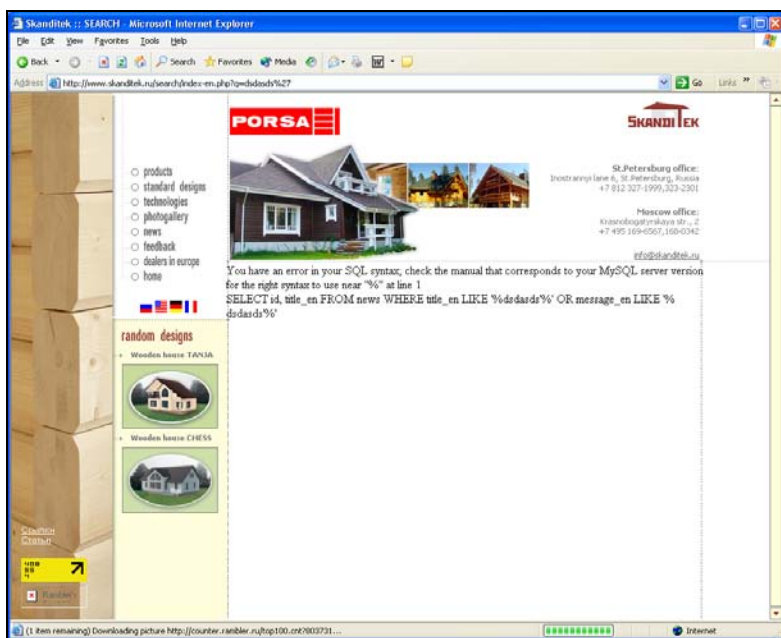 Skanditek :: SEARCH - Microsoft Internet Explorer
File Edit View Favorites Tools Help
Back Search Favorites Media
Address http://www.skanditek.ru/search/index-en.php?q=dsdasds%27 Go Links »
PORSA
SKANDITEK
products
standard designs
technologies
photogallery
news
feedback
dealers in europe
home
St.Petersburg office:
Inostrannyi lane 6, St.Petersburg, Russia
+7 812 327-1999,323-2301
Moscow office:
Krasnobogatyrskaya str., 2
+7 495 169-6567,168-0342
info@skanditek.ru
You have an error in your SQL syntax; check the manual that corresponds to your MySQL server version
for the right syntax to use near '%'' at line 1
SELECT id, title_en FROM news WHERE title_en LIKE '%dsdasds'%' OR message_en LIKE '%
dsdasds'%'
random designs
Wooden house TANJA
Wooden house CHESS
Ссылки
Статьи
Rambler's
(1 item remaining) Downloading picture http://counter.rambler.ru/top100.cnt?803731...
Internet